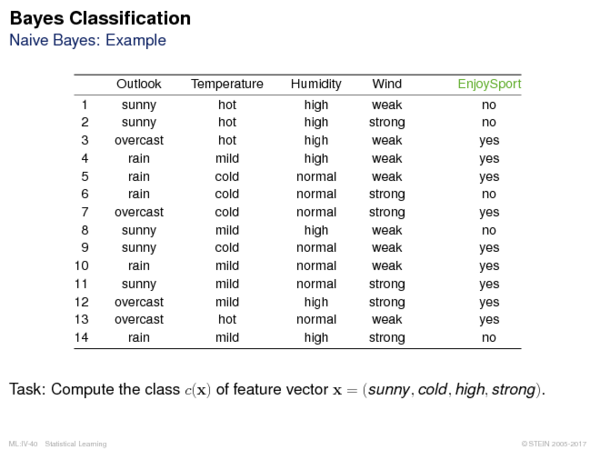 Bayes Classification
Naive Bayes: Example
Outlook Temperature Humidity Wind EnjoySport
1 sunny hot high weak no
2 sunny hot high strong no
3 overcast hot high weak yes
4 rain mild high weak yes
5 rain cold normal weak yes
6 rain cold normal strong no
7 overcast cold normal strong yes
8 sunny mild high weak no
9 sunny cold normal weak yes
10 rain mild normal weak yes
11 sunny mild normal strong yes
12 overcast mild high strong yes
13 overcast hot normal weak yes
14 rain mild high strong no
Task: Compute the class c(x) of feature vector x = (sunny, cold, high, strong).
ML:IV-40 Statistical Learning © STEIN 2005-2017